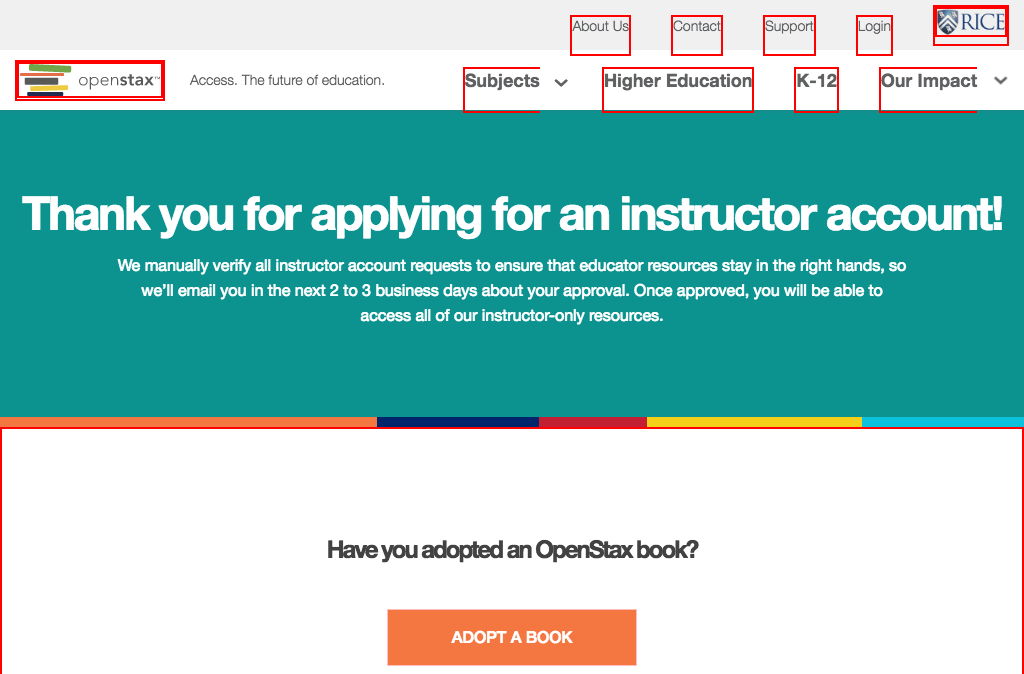 About Us Contact Support Login RICE
openstax™ Access. The future of education. Subjects Higher Education K-12 Our Impact
Thank you for applying for an instructor account!
We manually verify all instructor account requests to ensure that educator resources stay in the right hands, so
we’ll email you in the next 2 to 3 business days about your approval. Once approved, you will be able to
access all of our instructor-only resources.
Have you adopted an OpenStax book?
ADOPT A BOOK